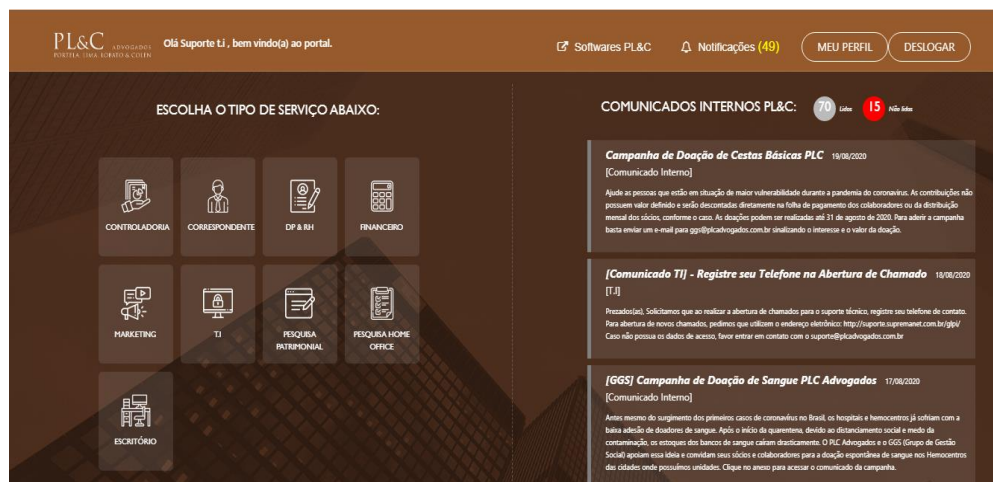 PL&C ADVOGADOS
PORTELA, LIMA, LOBATO & COLEN
Olá Suporte t.i , bem vindo(a) ao portal.
Softwares PL&C
Notificações (49)
MEU PERFIL
DESLOGAR
ESCOLHA O TIPO DE SERVIÇO ABAIXO:
CONTROLADORIA
CORRESPONDENTE
DP & RH
FINANCEIRO
MARKETING
T.I
PESQUISA
PATRIMONIAL
PESQUISA HOME
OFFICE
ESCRITÓRIO
COMUNICADOS INTERNOS PL&C: 70 Lidos 15 Não lidos
Campanha de Doação de Cestas Básicas PLC 19/08/2020
[Comunicado Interno]
Ajude as pessoas que estão em situação de maior vulnerabilidade durante a pandemia do coronavírus. As contribuições não
possuem valor definido e serão descontadas diretamente na folha de pagamento dos colaboradores ou da distribuição
mensal dos sócios, conforme o caso. As doações podem ser realizadas até 31 de agosto de 2020. Para aderir a campanha
basta enviar um e-mail para ggs@plcadvogados.com.br sinalizando o interesse e o valor da doação.
[Comunicado TI] - Registre seu Telefone na Abertura de Chamado 18/08/2020
[T.I]
Prezados(as), Solicitamos que ao realizar a abertura de chamados para o suporte técnico, registre seu telefone de contato.
Para abertura de novos chamados, pedimos que utilizem o endereço eletrônico: http://suporte.supremanet.com.br/glpi/
Caso não possua os dados de acesso, favor entrar em contato com o suporte@plcadvogados.com.br
[GGS] Campanha de Doação de Sangue PLC Advogados 17/08/2020
[Comunicado Interno]
Antes mesmo do surgimento dos primeiros casos de coronavírus no Brasil, os hospitais e hemocentros já sofriam com a
baixa adesão de doadores de sangue. Após o início da quarentena, devido ao distanciamento social e medo da
contaminação, os estoques dos bancos de sangue caíram drasticamente. O PLC Advogados e o GGS (Grupo de Gestão
Social) apoiam essa ideia e convidam seus sócios e colaboradores para a doação espontânea de sangue nos Hemocentros
das cidades onde possuímos unidades. Clique no anexo para acessar o comunicado da campanha.